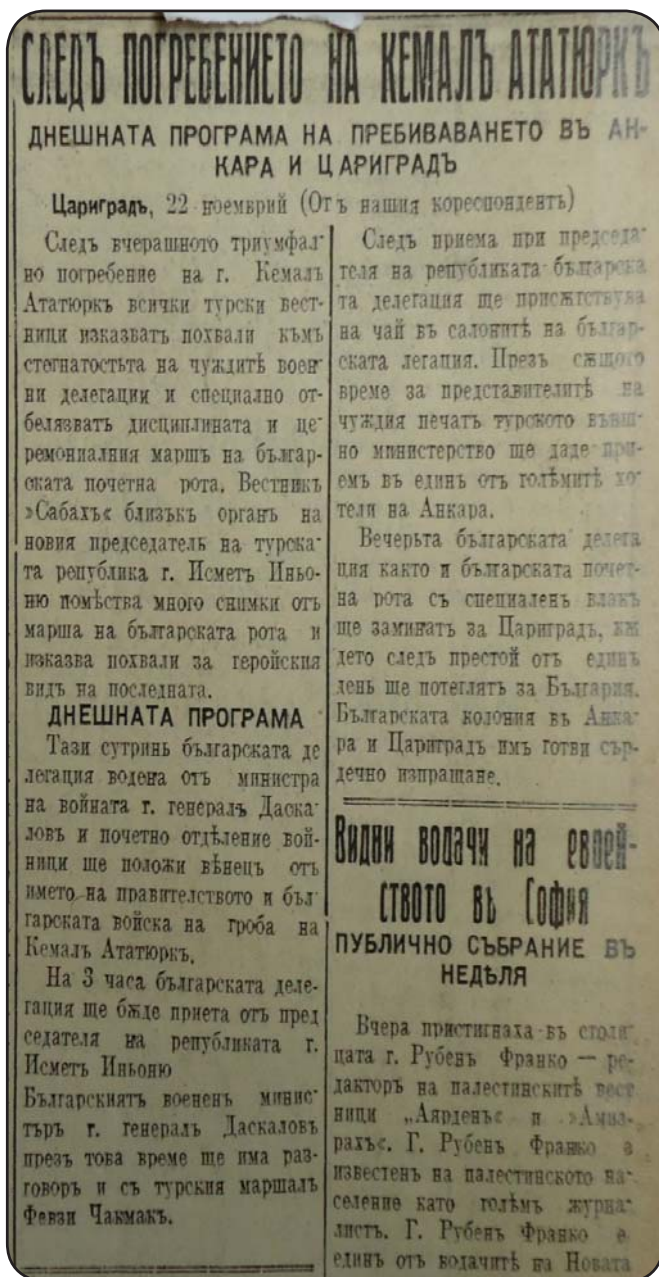 СЛЕДЪ ПОГРЕБЕНИЕТО НА КЕМАЛЪ АТАТЮРКЪ
ДНЕШНАТА ПРОГРАМА НА ПРЕБИВАВАНЕТО ВЪ АН-
КАРА И ЦАРИГРАДЪ
Цариградъ, 22 ноемврий (Отъ нашия кореспондентъ)
Следъ вчерашното триумфал
но погребение на г. Кемалъ
Ататюркъ всички турски вест-
ници изказватъ похвали къмъ
стегнатостьта на чуждитѣ воен
ни делегации и специално от-
белязватъ дисциплината и це-
ремониалния маршъ на българ-
ската почетна рота. Вестникъ
»Сабахъ« близъкъ органъ на
новия председатель на турска-
та република г. Исметъ Иньо-
ню помѣства много снимки отъ
марша на българската рота и
изказва похвали за геройския
видъ на последната.
ДНЕШНАТА ПРОГРАМА
Тази сутринь българската де
легация водена отъ министра
на войната г. генералъ Даска-
ловъ и почетно отдѣление вой-
ници ще положи вѣнецъ отъ
името на правителството и бъл-
гарската войска на гроба на
Кемалъ Ататюркъ.
На 3 часа българската деле-
гация ще бѫде приета отъ пред
седателя на републиката г.
Исметъ Иньоню
Българскиятъ воененъ минис-
търъ г. генералъ Даскаловъ
презъ това време ще има раз-
говоръ и съ турския маршалъ
Февзи Чакмакъ.
Следъ приема при председа-
теля на републиката българска
та делегация ще присѫтствува
на чай въ салонитѣ на българ-
ската легация. Презъ сѫщото
време за представителитѣ на
чуждия печатъ турското външ-
но министерство ще даде при-
емъ въ единъ отъ голѣмитѣ хо-
тели на Анкара.
Вечерьта българската делега
ция както и българската почет-
на рота съ специаленъ влакъ
ще заминатъ за Цариградъ, кѫ
дето следъ престой отъ единъ
день ше потеглятъ за България.
Българската колония въ Анка-
ра и Цариградъ имъ готви сър-
дечно изпращане.
Видни водачи на еврей-
ството въ София
ПУБЛИЧНО СЪБРАНИЕ ВЪ
НЕДѢЛЯ
Вчера пристигнаха въ столи-
цата г. Рубенъ Франко — ре-
дакторъ на палестинскитѣ вест
ници „Аярденъ« и
Г. Рубенъ Франко е
известенъ на палестинското на-
селение като голѣмъ журна-
листъ. Г. Рубенъ Франко е
единъ отъ водачитѣ на Новата